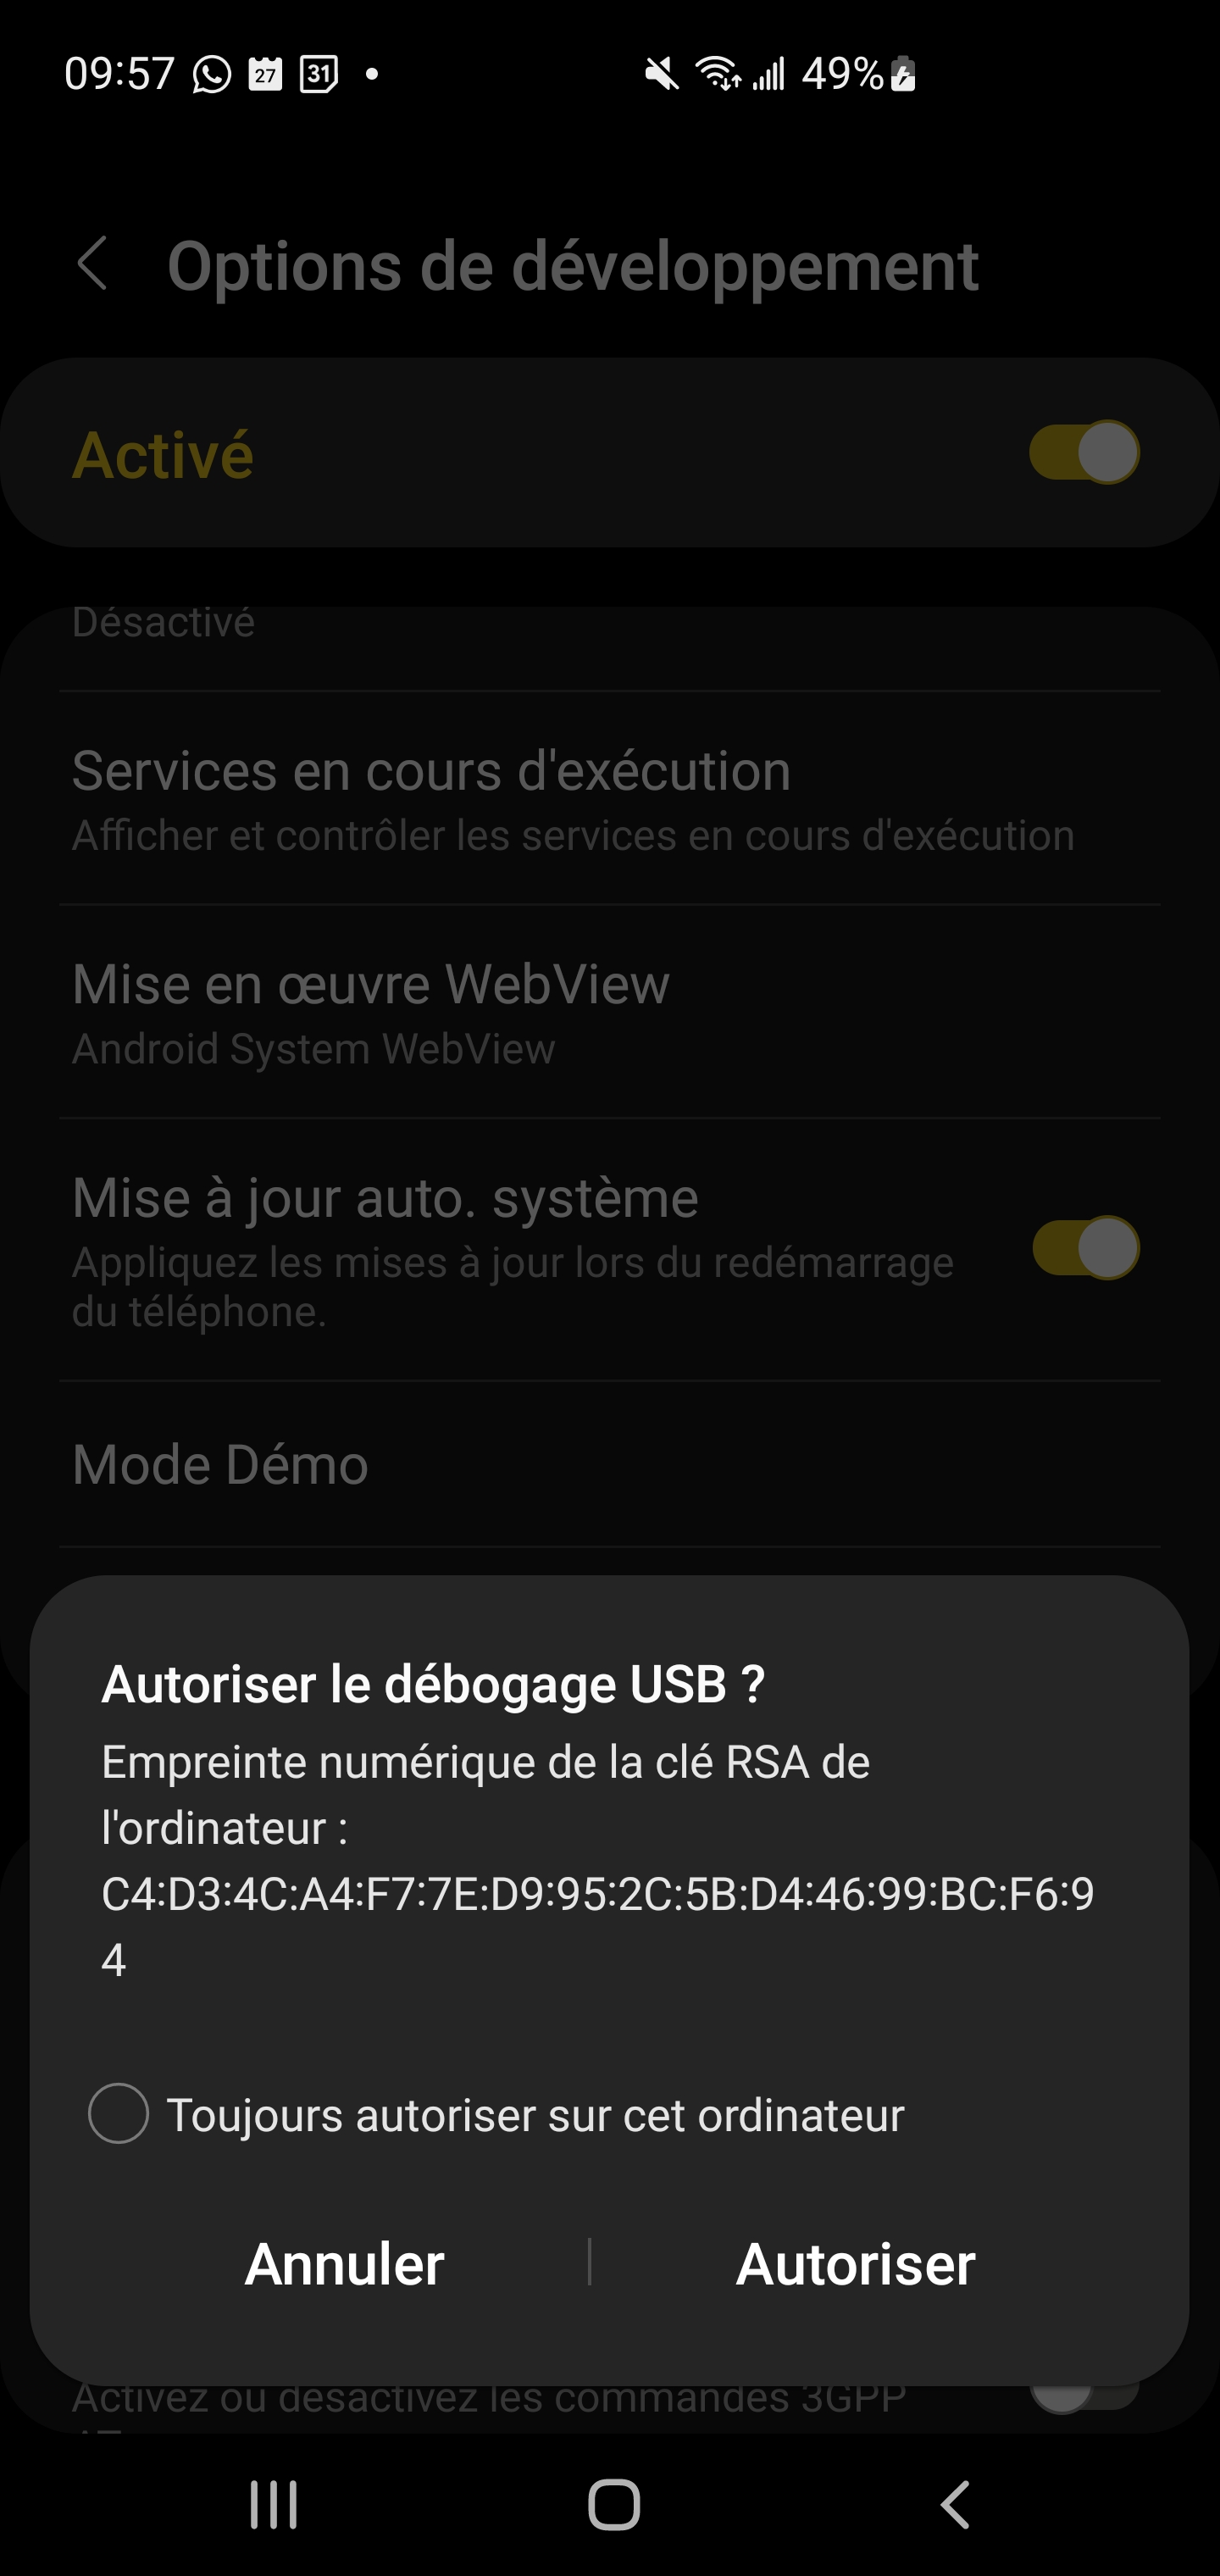 09:57 27 31 49%
Options de développement
Activé
Désactivé
Services en cours d'exécution
Afficher et contrôler les services en cours d'exécution
Mise en œuvre WebView
Android System WebView
Mise à jour auto. système
Appliquez les mises à jour lors du redémarrage
du téléphone.
Mode Démo
Autoriser le débogage USB ?
Empreinte numérique de la clé RSA de
l'ordinateur :
C4:D3:4C:A4:F7:7E:D9:95:2C:5B:D4:46:99:BC:F6:9
4
Toujours autoriser sur cet ordinateur
Annuler Autoriser
Activez ou désactivez les commandes 3GPP